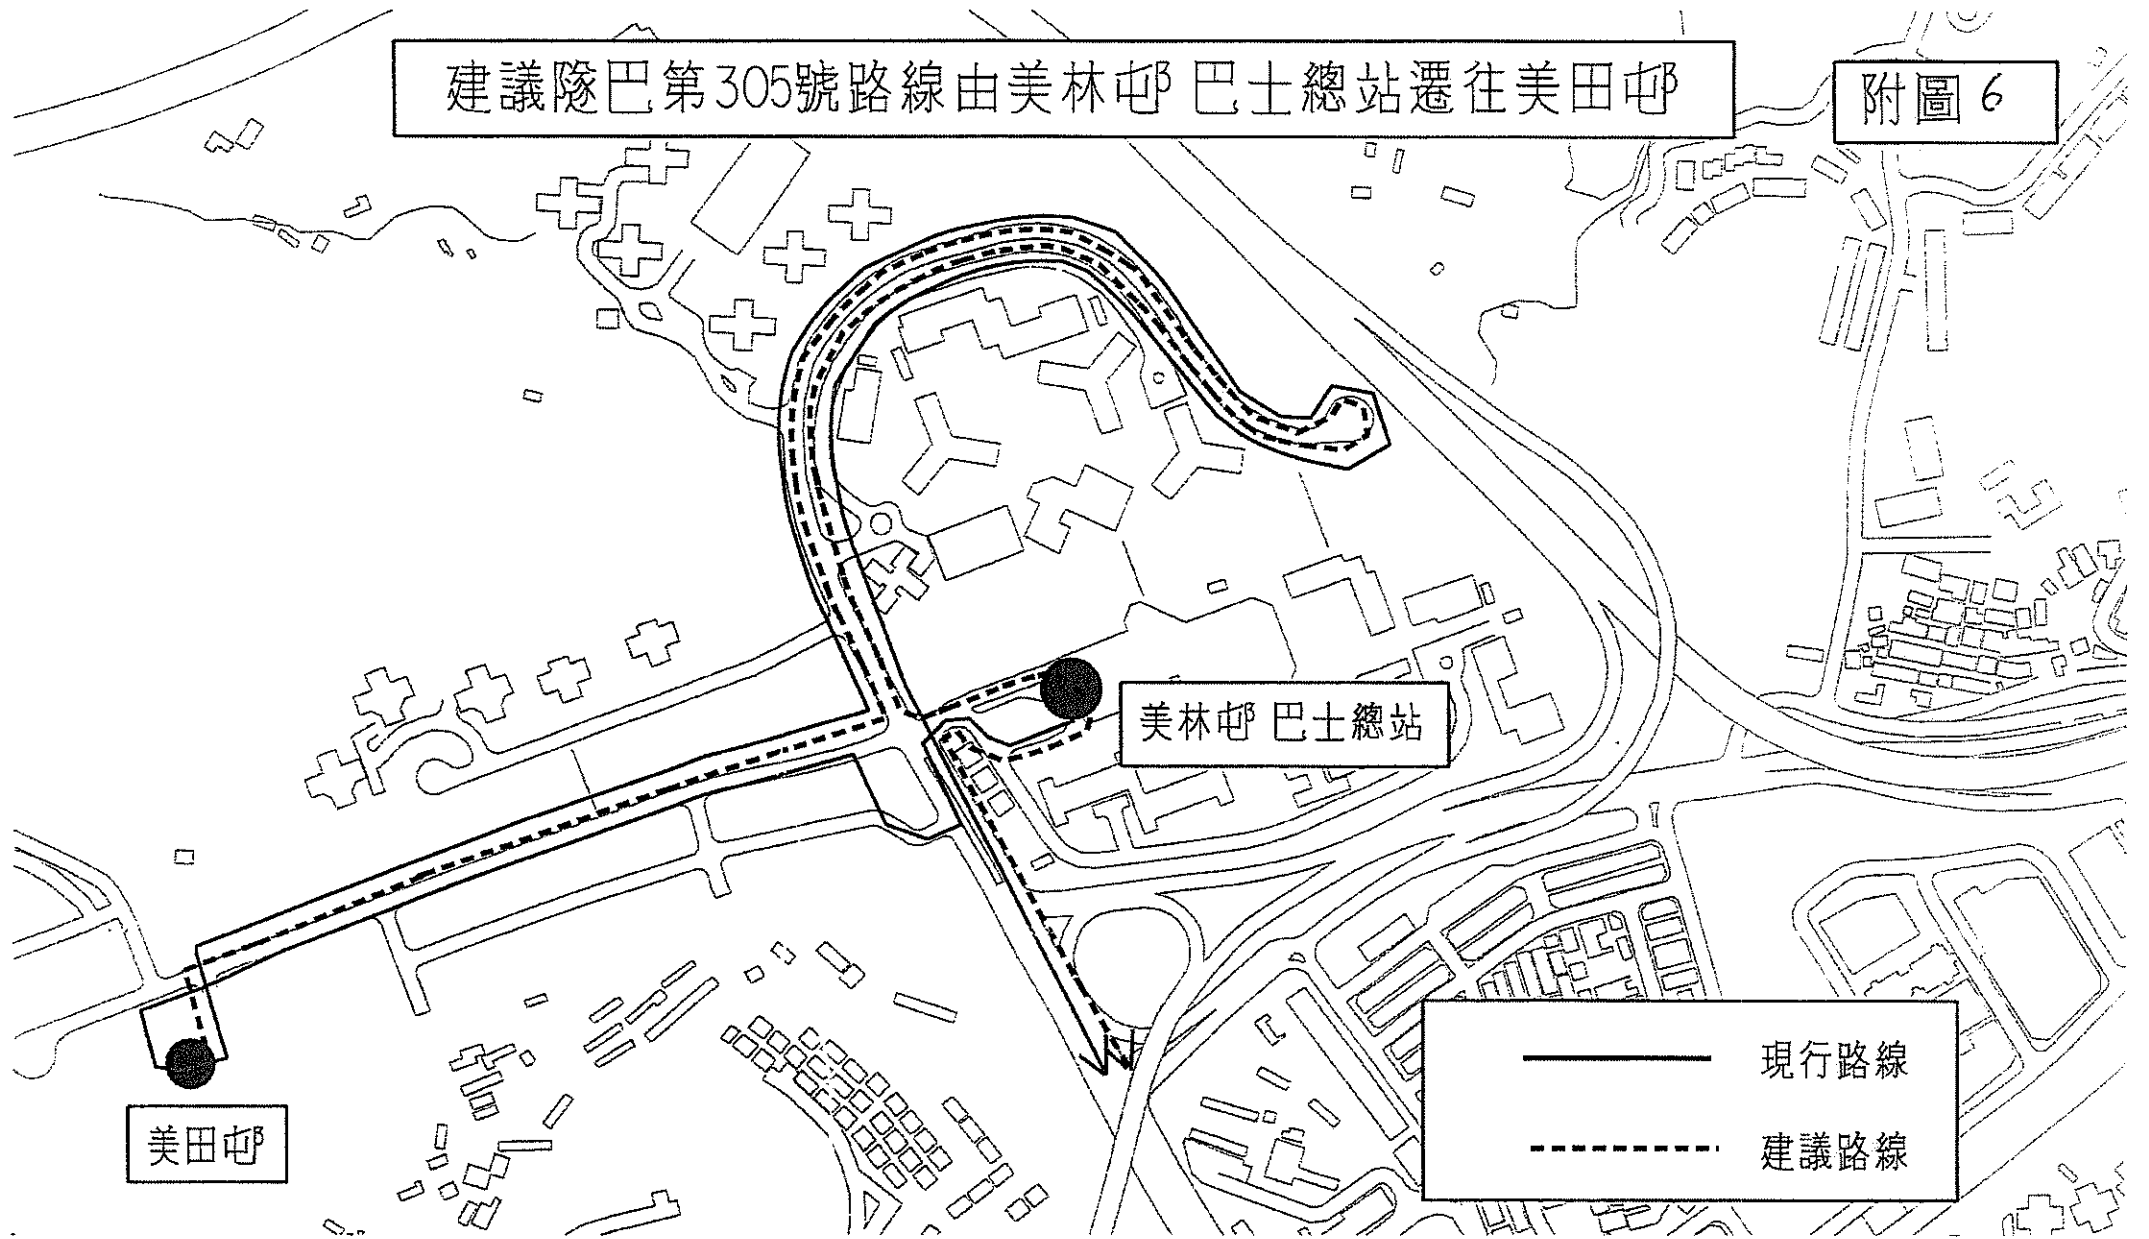 建議隧巴第305號路線由美林邨 巴士總站遷往美田邨
附圖 6
美林邨 巴士總站
美田邨
現行路線
建議路線